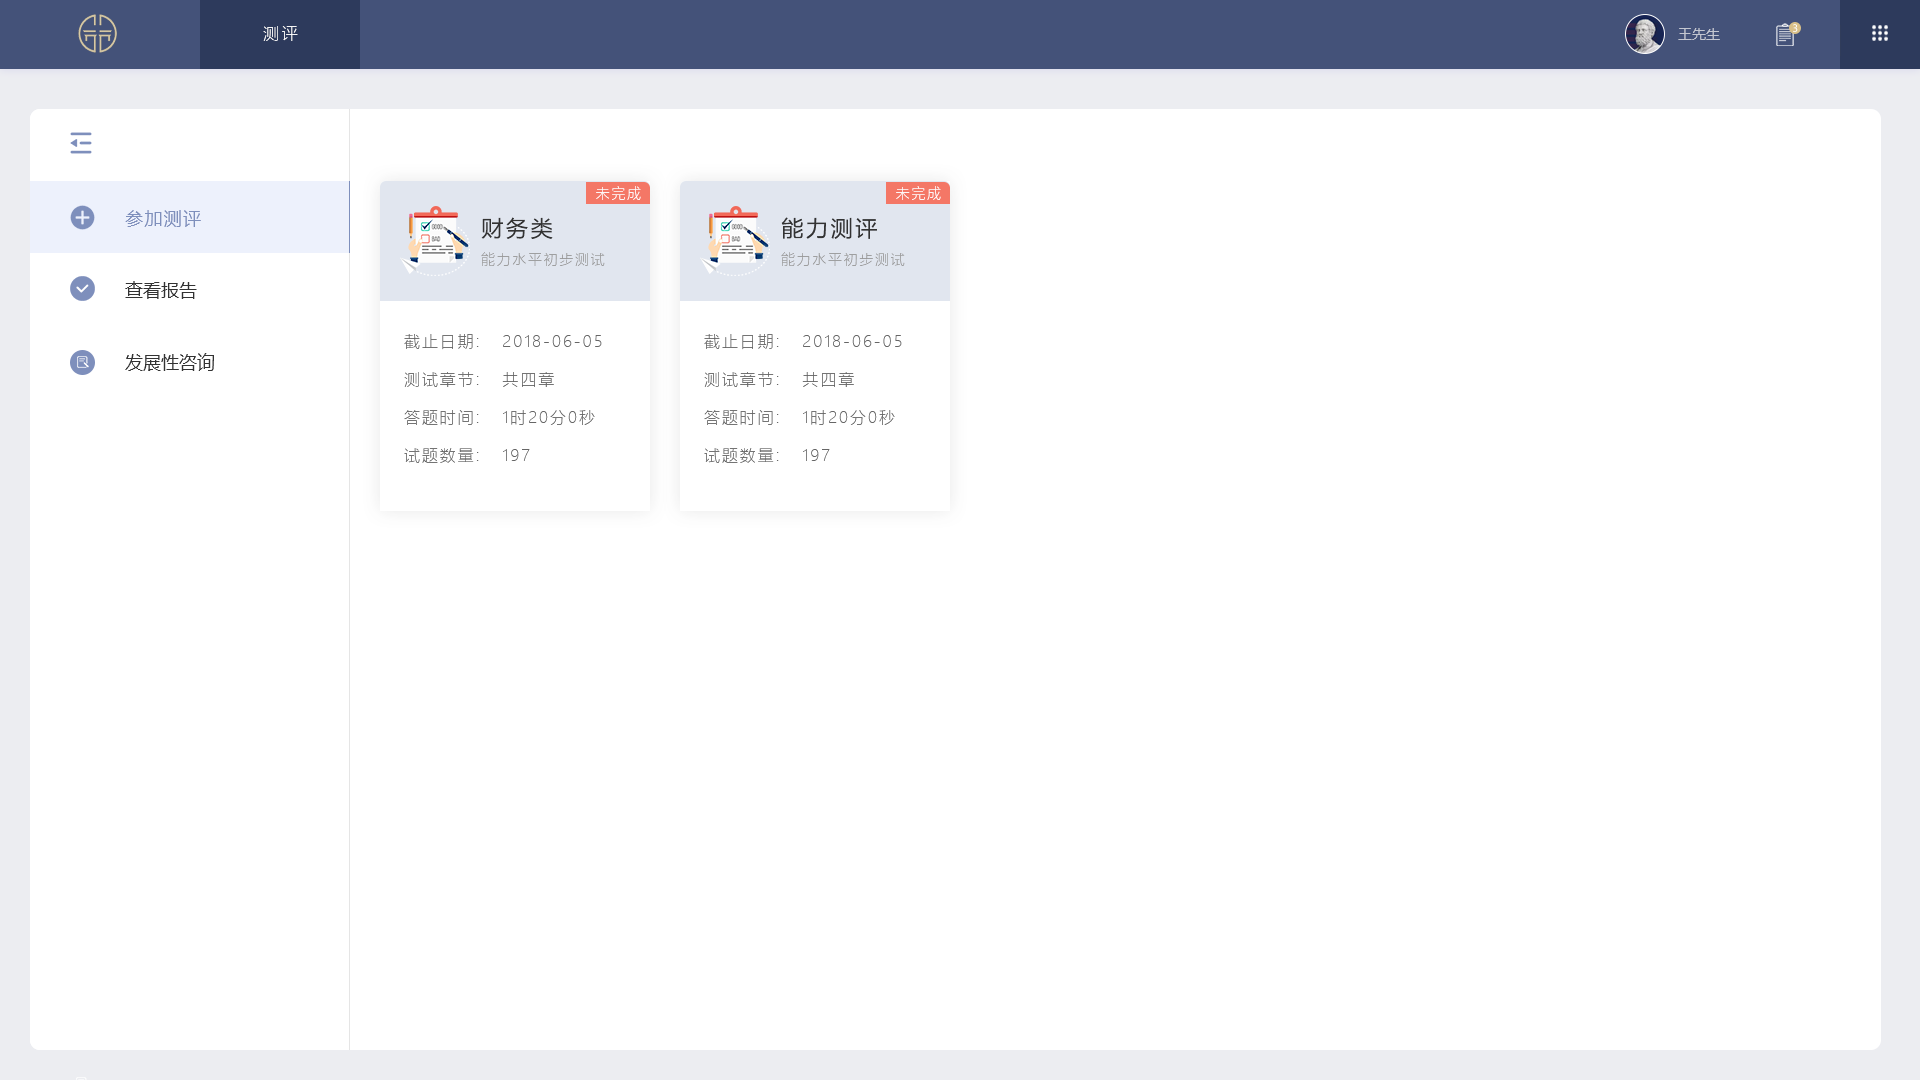 测评
王先生
3
参加测评
查看报告
发展性咨询
未完成
财务类
能力水平初步测试
截止日期: 2018-06-05
测试章节: 共四章
答题时间: 1时20分0秒
试题数量: 197
未完成
能力测评
能力水平初步测试
截止日期: 2018-06-05
测试章节: 共四章
答题时间: 1时20分0秒
试题数量: 197
GOOD
BAD
GOOD
BAD